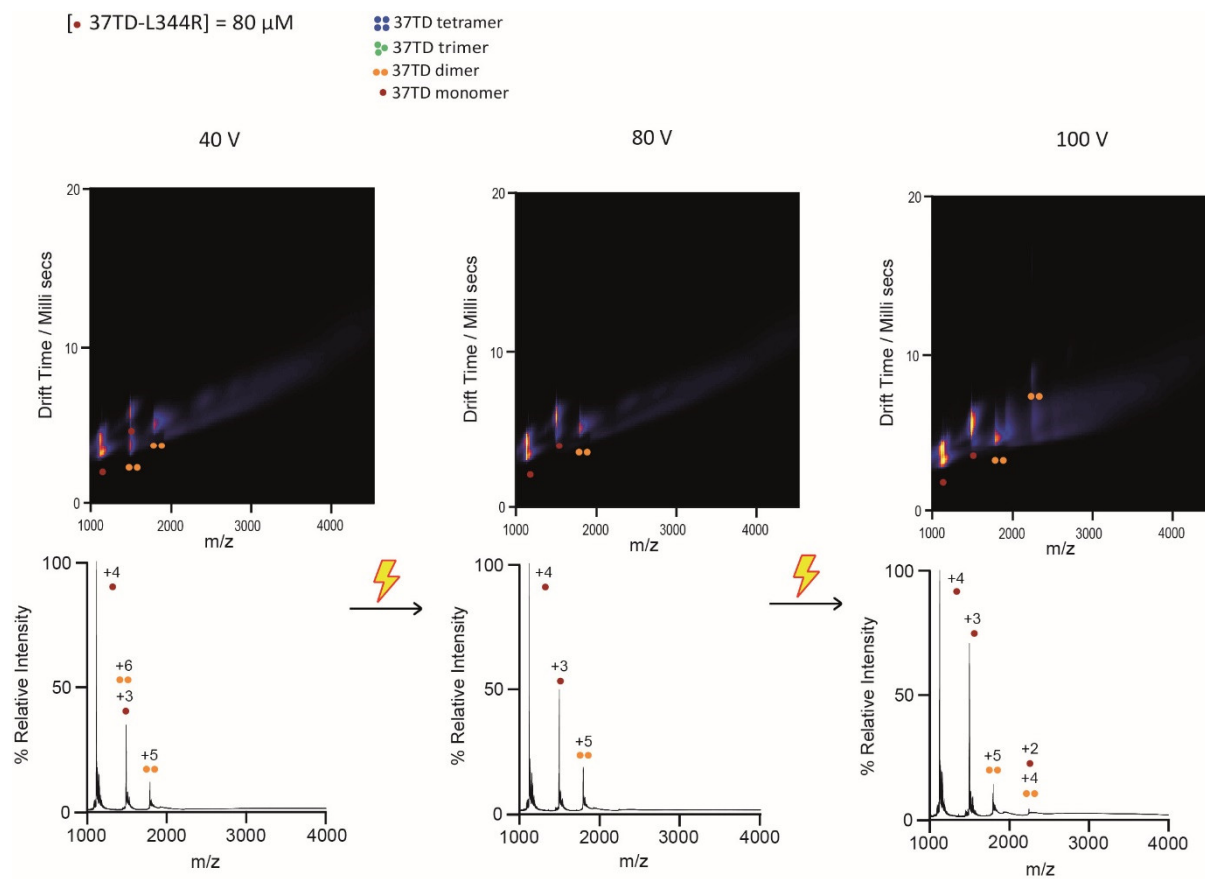 [● 37TD-L344R] = 80 µM
37TD tetramer
37TD trimer
37TD dimer
37TD monomer
40 V
80 V
100 V
20
10
0
Drift Time / Milli secs
1000
2000
3000
4000
m/z
20
10
0
Drift Time / Milli secs
1000
2000
3000
4000
m/z
20
10
0
Drift Time / Milli secs
1000
2000
3000
4000
m/z
100
50
0
% Relative Intensity
+4
+6
+3
+5
1000
2000
3000
4000
m/z
100
50
0
% Relative Intensity
+4
+3
+5
1000
2000
3000
4000
m/z
100
50
0
% Relative Intensity
+4
+3
+5
+2
+4
1000
2000
3000
4000
m/z